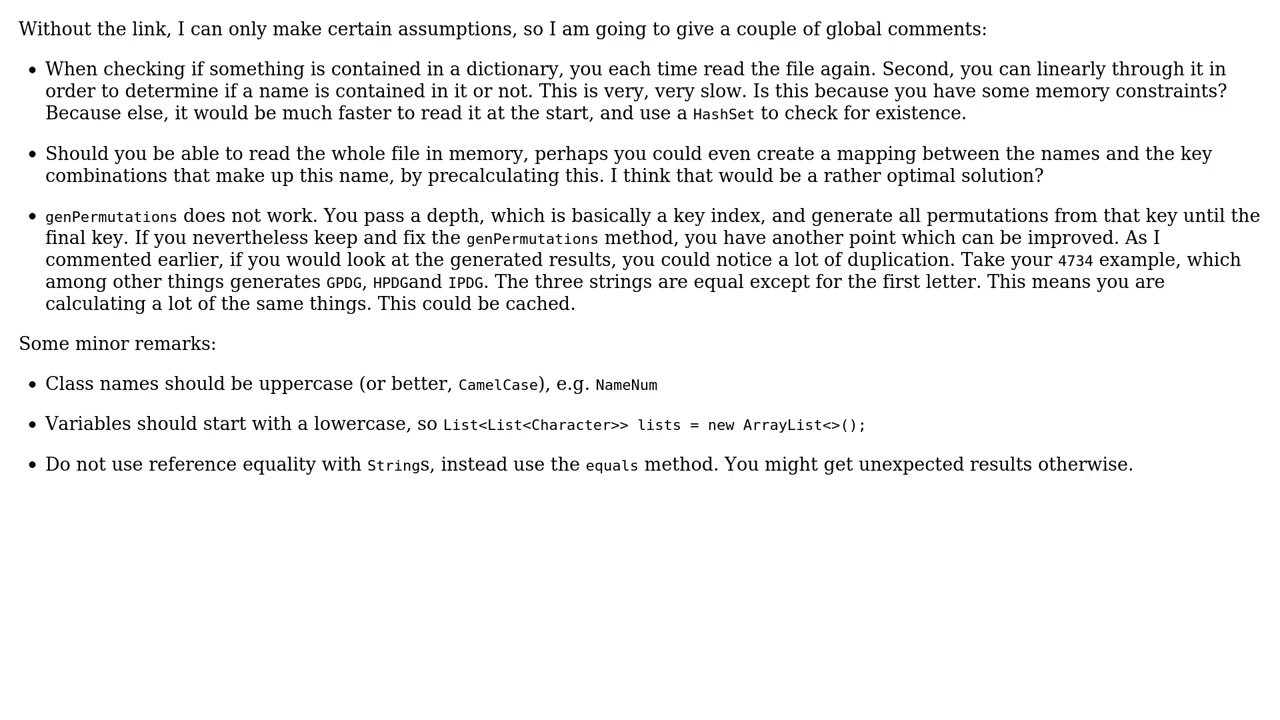 Without the link, I can only make certain assumptions, so I am going to give a couple of global comments:
• When checking if something is contained in a dictionary, you each time read the file again. Second, you can linearly through it in
order to determine if a name is contained in it or not. This is very, very slow. Is this because you have some memory constraints?
Because else, it would be much faster to read it at the start, and use a HashSet to check for existence.
• Should you be able to read the whole file in memory, perhaps you could even create a mapping between the names and the key
combinations that make up this name, by precalculating this. I think that would be a rather optimal solution?
• genPermutations does not work. You pass a depth, which is basically a key index, and generate all permutations from that key until the
final key. If you nevertheless keep and fix the genPermutations method, you have another point which can be improved. As I
commented earlier, if you would look at the generated results, you could notice a lot of duplication. Take your 4734 example, which
among other things generates GPDG, HPDGand IPDG. The three strings are equal except for the first letter. This means you are
calculating a lot of the same things. This could be cached.
Some minor remarks:
• Class names should be uppercase (or better, CamelCase), e.g. NameNum
• Variables should start with a lowercase, so List<List<Character>> lists = new ArrayList<>();
• Do not use reference equality with Strings, instead use the equals method. You might get unexpected results otherwise.